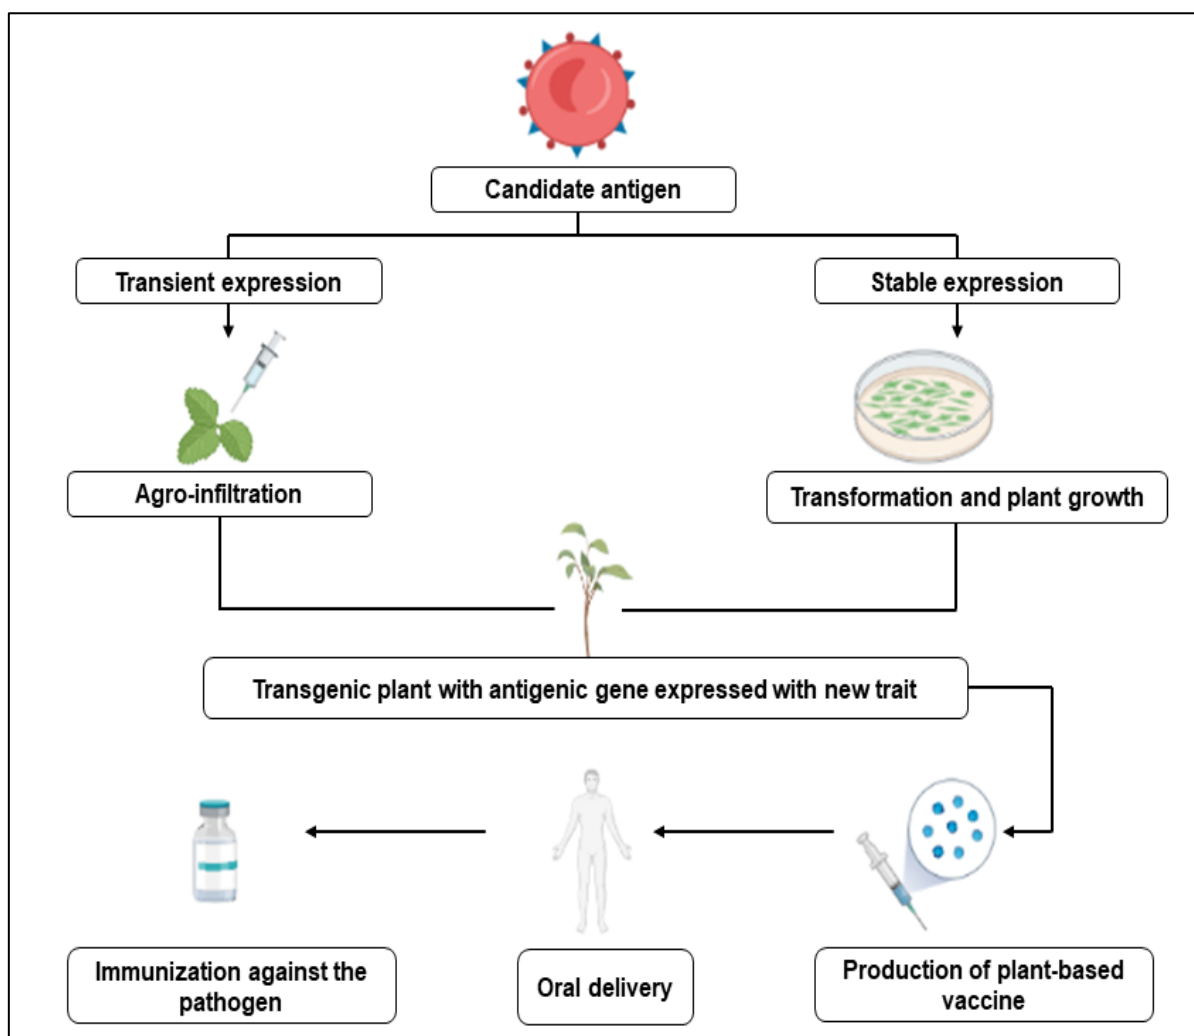 Candidate antigen
Transient expression
Stable expression
Agro-infiltration
Transformation and plant growth
Transgenic plant with antigenic gene expressed with new trait
Immunization against the
pathogen
Oral delivery
Production of plant-based
vaccine